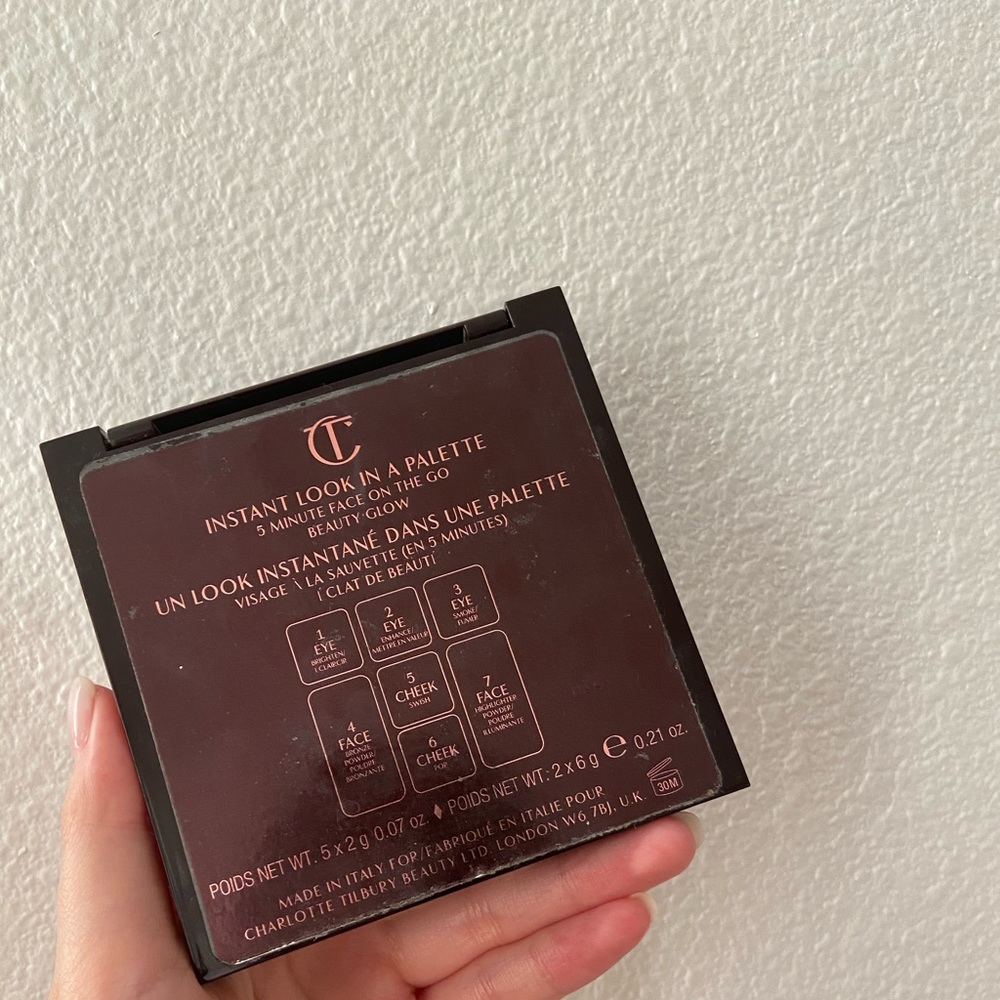 CT
INSTANT LOOK IN A PALETTE
5 MINUTE FACE ON THE GO
BEAUTY GLOW
UN LOOK INSTANTANÉ DANS UNE PALETTE
VISAGE \ LA SAUVETTE (EN 5 MINUTES)
ÍCLAT DE BEAUTÍ
1
EYE
BRIGHTEN/
ÍCLAIRCIR
2
EYE
ENHANCE/
METTRE EN VALEUR
3
EYE
SMOKE/
FUMER
4
FACE
BRONZE
POWDER/
POUDRE
BRONZANTE
5
CHEEK
SWISH
6
CHEEK
POP
7
FACE
HIGHLIGHTER
POWDER/
POUDRE
ILLUMINANTE
POIDS NET WT. 5 x 2 g 0.07 oz. ♦ POIDS NET WT: 2 x 6 g ℮ 0.21 oz.
MADE IN ITALY FOR/FABRIQUÉ EN ITALIE POUR
CHARLOTTE TILBURY BEAUTY LTD. LONDON W6 7BJ, U.K.
30M